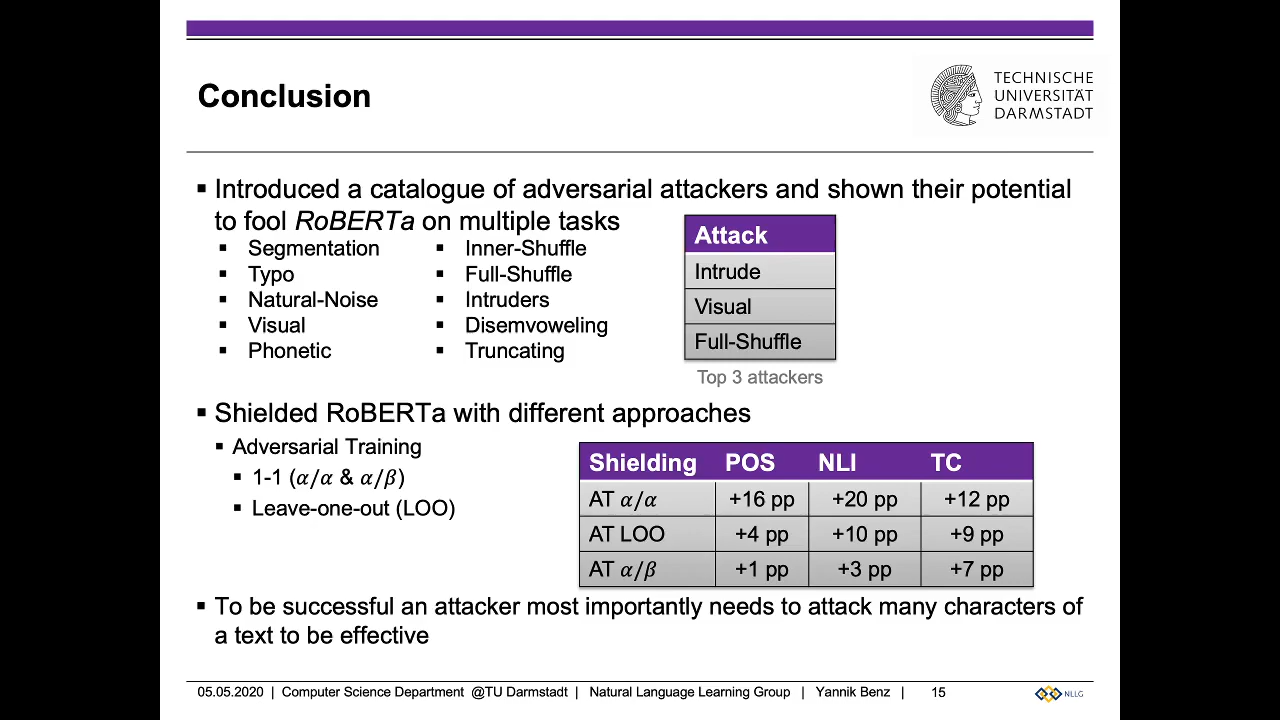 Conclusion
TECHNISCHE
UNIVERSITÄT
DARMSTADT
▪ Introduced a catalogue of adversarial attackers and shown their potential
to fool RoBERTa on multiple tasks
▪ Segmentation
▪ Typo
▪ Natural-Noise
▪ Visual
▪ Phonetic
▪ Inner-Shuffle
▪ Full-Shuffle
▪ Intruders
▪ Disemvoweling
▪ Truncating
Attack
Intrude
Visual
Full-Shuffle
Top 3 attackers
▪ Shielded RoBERTa with different approaches
▪ Adversarial Training
▪ 1-1 (α/α & α/β)
▪ Leave-one-out (LOO)
Shielding POS NLI TC
AT α/α +16 pp +20 pp +12 pp
AT LOO +4 pp +10 pp +9 pp
AT α/β +1 pp +3 pp +7 pp
▪ To be successful an attacker most importantly needs to attack many characters of
a text to be effective
05.05.2020 | Computer Science Department @TU Darmstadt | Natural Language Learning Group | Yannik Benz | 15
NLLG